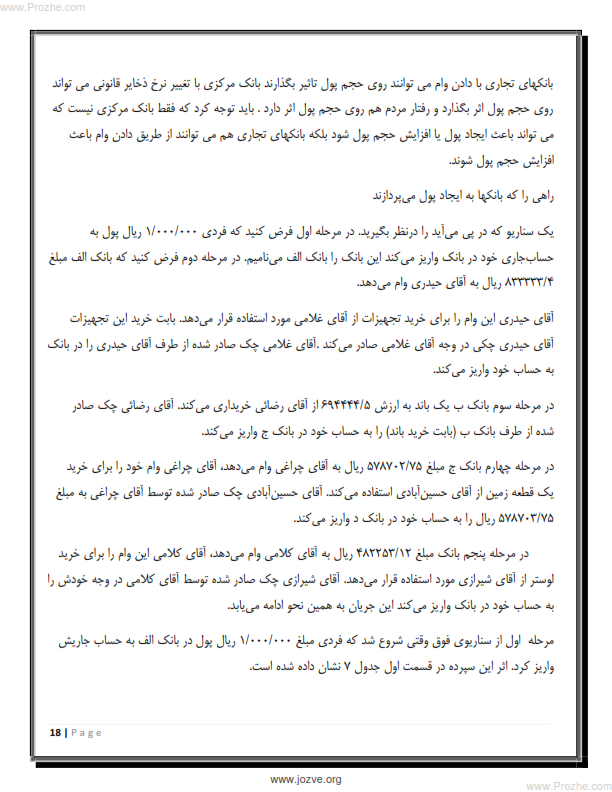 www.Prozhe.com
بانکهای تجاری با دادن وام می توانند روی حجم پول تاثیر بگذارند بانک مرکزی با تغییر نرخ ذخایر قانونی می تواند
روی حجم پول اثر بگذارد و رفتار مردم هم روی حجم پول اثر دارد . باید توجه کرد که فقط بانک مرکزی نیست که
می تواند باعث ایجاد پول یا افزایش حجم پول شود بلکه بانکهای تجاری هم می توانند از طریق دادن وام باعث
افزایش حجم پول شوند.
راهی را که بانکها به ایجاد پول می‌پردازند
یک سناریو که در پی می‌آید را درنظر بگیرید. در مرحله اول فرض کنید که فردی ۱/۰۰۰/۰۰۰ ریال پول به
حساب‌جاری خود در بانک واریز می‌کند این بانک را بانک الف می‌نامیم. در مرحله دوم فرض کنید که بانک الف مبلغ
۸۳۳۳۳۳/۴ ریال به آقای حیدری وام می‌دهد.
آقای حیدری این وام را برای خرید تجهیزات از آقای غلامی مورد استفاده قرار می‌دهد. بابت خرید این تجهیزات
آقای حیدری چکی در وجه آقای غلامی صادر می‌کند .آقای غلامی چک صادر شده از طرف آقای حیدری را در بانک
به حساب خود واریز می‌کند.
در مرحله سوم بانک ب یک باند به ارزش ۶۹۴۴۴۴/۵ از آقای رضائی خریداری می‌کند. آقای رضائی چک صادر
شده از طرف بانک ب (بابت خرید باند) را به حساب خود در بانک ج واریز می‌کند.
در مرحله چهارم بانک ج مبلغ ۵۷۸۷۰۲/۷۵ ریال به آقای چراغی وام می‌دهد، آقای چراغی وام خود را برای خرید
یک قطعه زمین از آقای حسین‌آبادی استفاده می‌کند. آقای حسین‌آبادی چک صادر شده توسط آقای چراغی به مبلغ
۵۷۸۷۰۳/۷۵ ریال را به حساب خود در بانک د واریز می‌کند.
در مرحله پنجم بانک مبلغ ۴۸۲۲۵۳/۱۲ ریال به آقای کلامی وام می‌دهد، آقای کلامی این وام را برای خرید
لوستر از آقای شیرازی مورد استفاده قرار می‌دهد. آقای شیرازی چک صادر شده توسط آقای کلامی در وجه خودش را
به حساب خود در بانک واریز می‌کند این جریان به همین نحو ادامه می‌یابد.
مرحله اول از سناریوی فوق وقتی شروع شد که فردی مبلغ ۱/۰۰۰/۰۰۰ ریال پول در بانک الف به حساب جاریش
واریز کرد. اثر این سپرده در قسمت اول جدول ۷ نشان داده شده است.
18 | Page
www.jozve.org
www.Prozhe.com